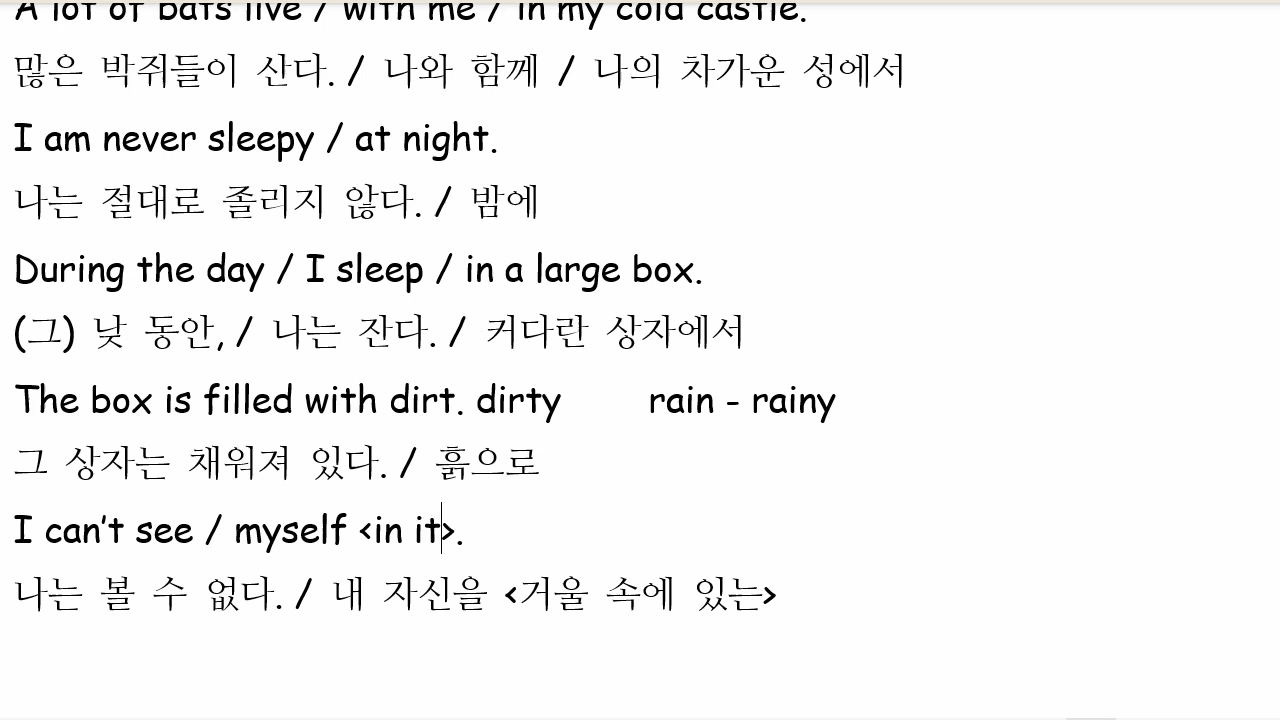 A lot of bats live / with me / in my cold castle.
많은 박쥐들이 산다. / 나와 함께 / 나의 차가운 성에서
I am never sleepy / at night.
나는 절대로 졸리지 않다. / 밤에
During the day / I sleep / in a large box.
(그) 낮 동안, / 나는 잔다. / 커다란 상자에서
The box is filled with dirt. dirty rain - rainy
그 상자는 채워져 있다. / 흙으로
I can't see / myself <in it>.
나는 볼 수 없다. / 내 자신을 <거울 속에 있는>